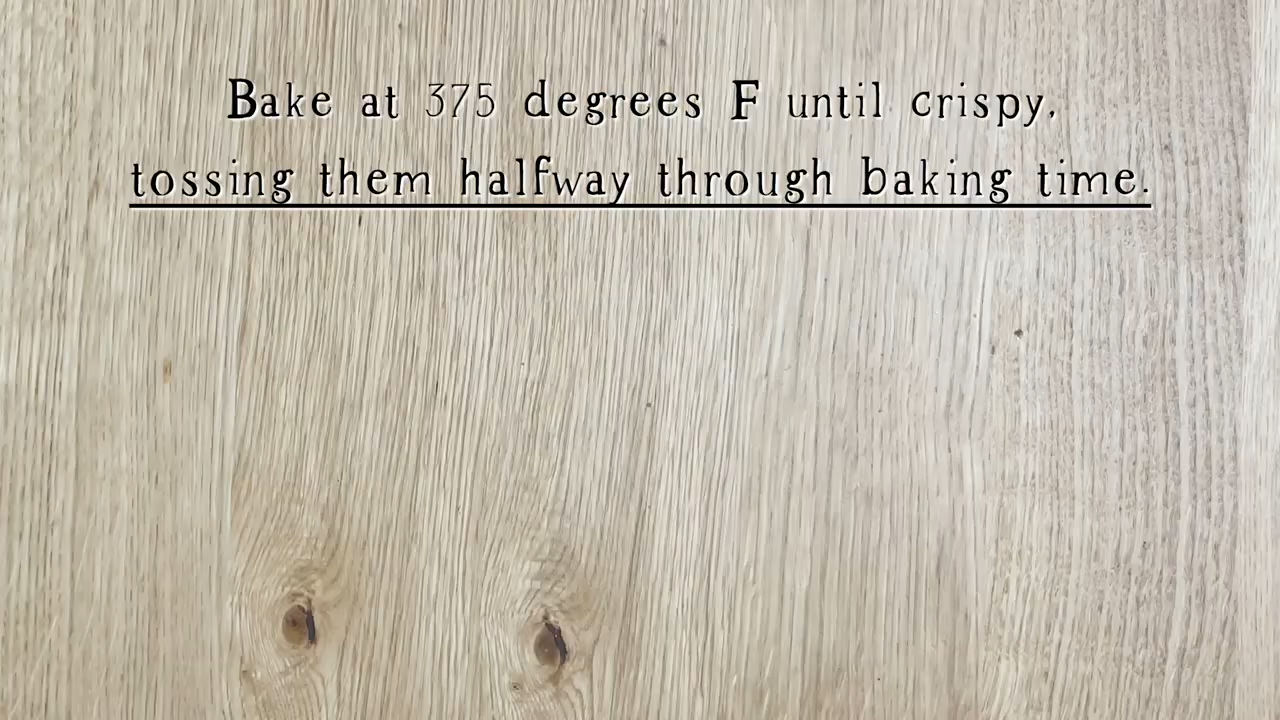 Bake at 375 degrees F until crispy,
tossing them halfway through baking time.